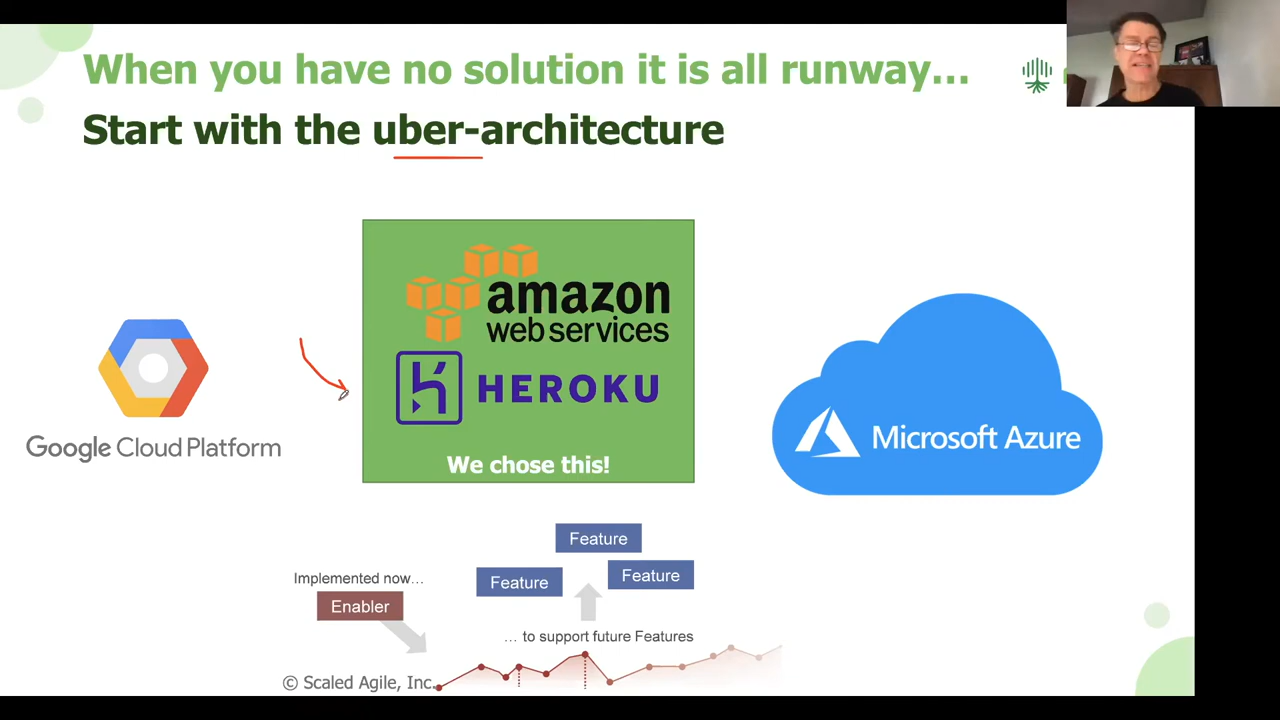 When you have no solution it is all runway...
Start with the uber-architecture
amazon
web services
HEROKU
We chose this!
Google Cloud Platform
Microsoft Azure
Feature
Feature
Feature
Implemented now...
Enabler
... to support future Features
© Scaled Agile, Inc.